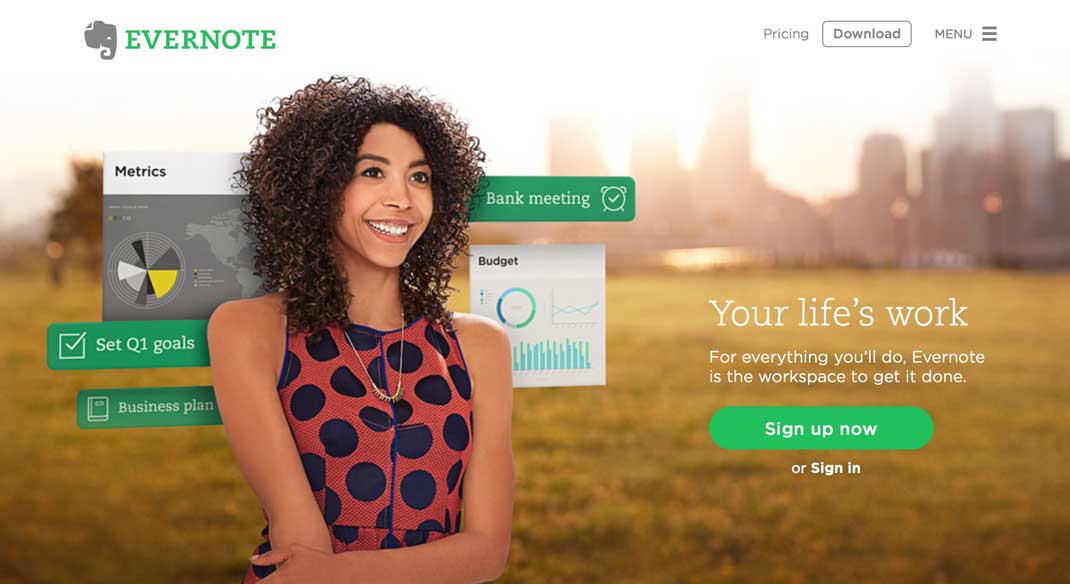 EVERNOTE
Pricing
Download
MENU
Metrics
Bank meeting
Budget
Set Q1 goals
Business plan
Your life’s work
For everything you’ll do, Evernote
is the workspace to get it done.
Sign up now
or Sign in